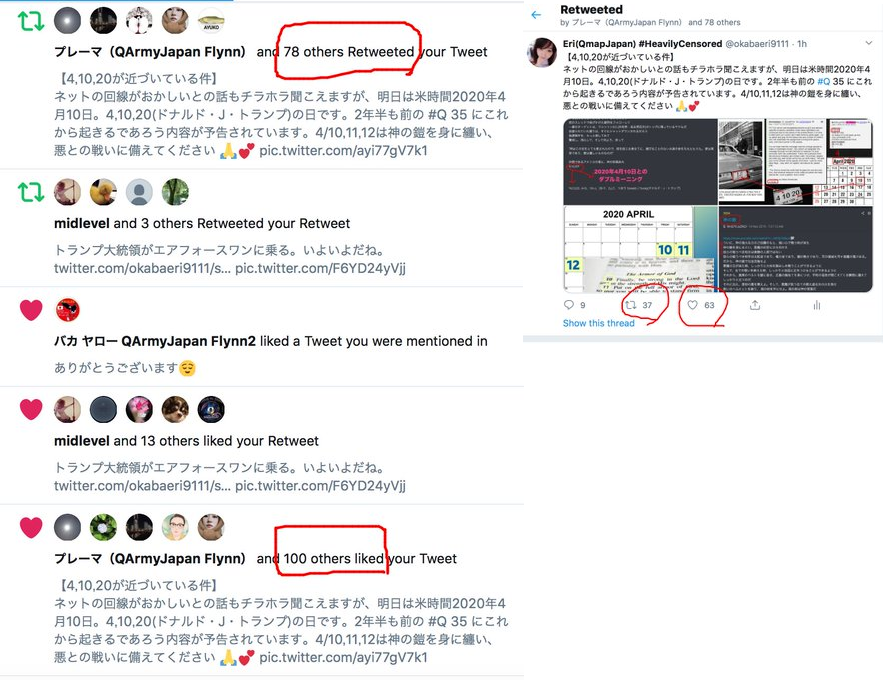 AYUKO
プレーマ（QArmyJapan Flynn） and 78 others Retweeted your Tweet
【4,10,20が近づいている件】
ネットの回線がおかしいとの話もチラホラ聞こえますが、明日は米時間2020年4
月10日。4,10,20(ドナルド・J・トランプ)の日です。2年半も前の #Q 35 にこれ
から起きるであろう内容が予告されています。4/10,11,12は神の鎧を身に纏い、
悪との戦いに備えてください 🙏💕 pic.twitter.com/ayi77gV7k1
midlevel and 3 others Retweeted your Retweet
トランプ大統領がエアフォースワンに乗る。いよいよだね。
twitter.com/okabaeri9111/s... pic.twitter.com/F6YD24yVjj
バカ ヤロー QArmyJapan Flynn2 liked a Tweet you were mentioned in
ありがとうございます😌
midlevel and 13 others liked your Retweet
トランプ大統領がエアフォースワンに乗る。いよいよだね。
twitter.com/okabaeri9111/s... pic.twitter.com/F6YD24yVjj
プレーマ（QArmyJapan Flynn） and 100 others liked your Tweet
【4,10,20が近づいている件】
ネットの回線がおかしいとの話もチラホラ聞こえますが、明日は米時間2020年4
月10日。4,10,20(ドナルド・J・トランプ)の日です。2年半も前の #Q 35 にこれ
から起きるであろう内容が予告されています。4/10,11,12は神の鎧を身に纏い、
悪との戦いに備えてください 🙏💕 pic.twitter.com/ayi77gV7k1
Retweeted
by プレーマ（QArmyJapan Flynn） and 78 others
Eri(QmapJapan) #HeavilyCensored @okabaeri9111 · 1h
【4,10,20が近づいている件】
ネットの回線がおかしいとの話もチラホラ聞こえますが、明日は米時間2020年4月
10日。4,10,20(ドナルド・J・トランプ)の日です。2年半も前の #Q 35 にこれ
から起きるであろう内容が予告されています。4/10,11,12は神の鎧を身に纏い、
悪との戦いに備えてください 🙏💕
2020年4月10日との
ダブルミーニング
4 10 20
April 2020
2020 APRIL
10 11
12
The Armor of God
9 37 63
Show this thread